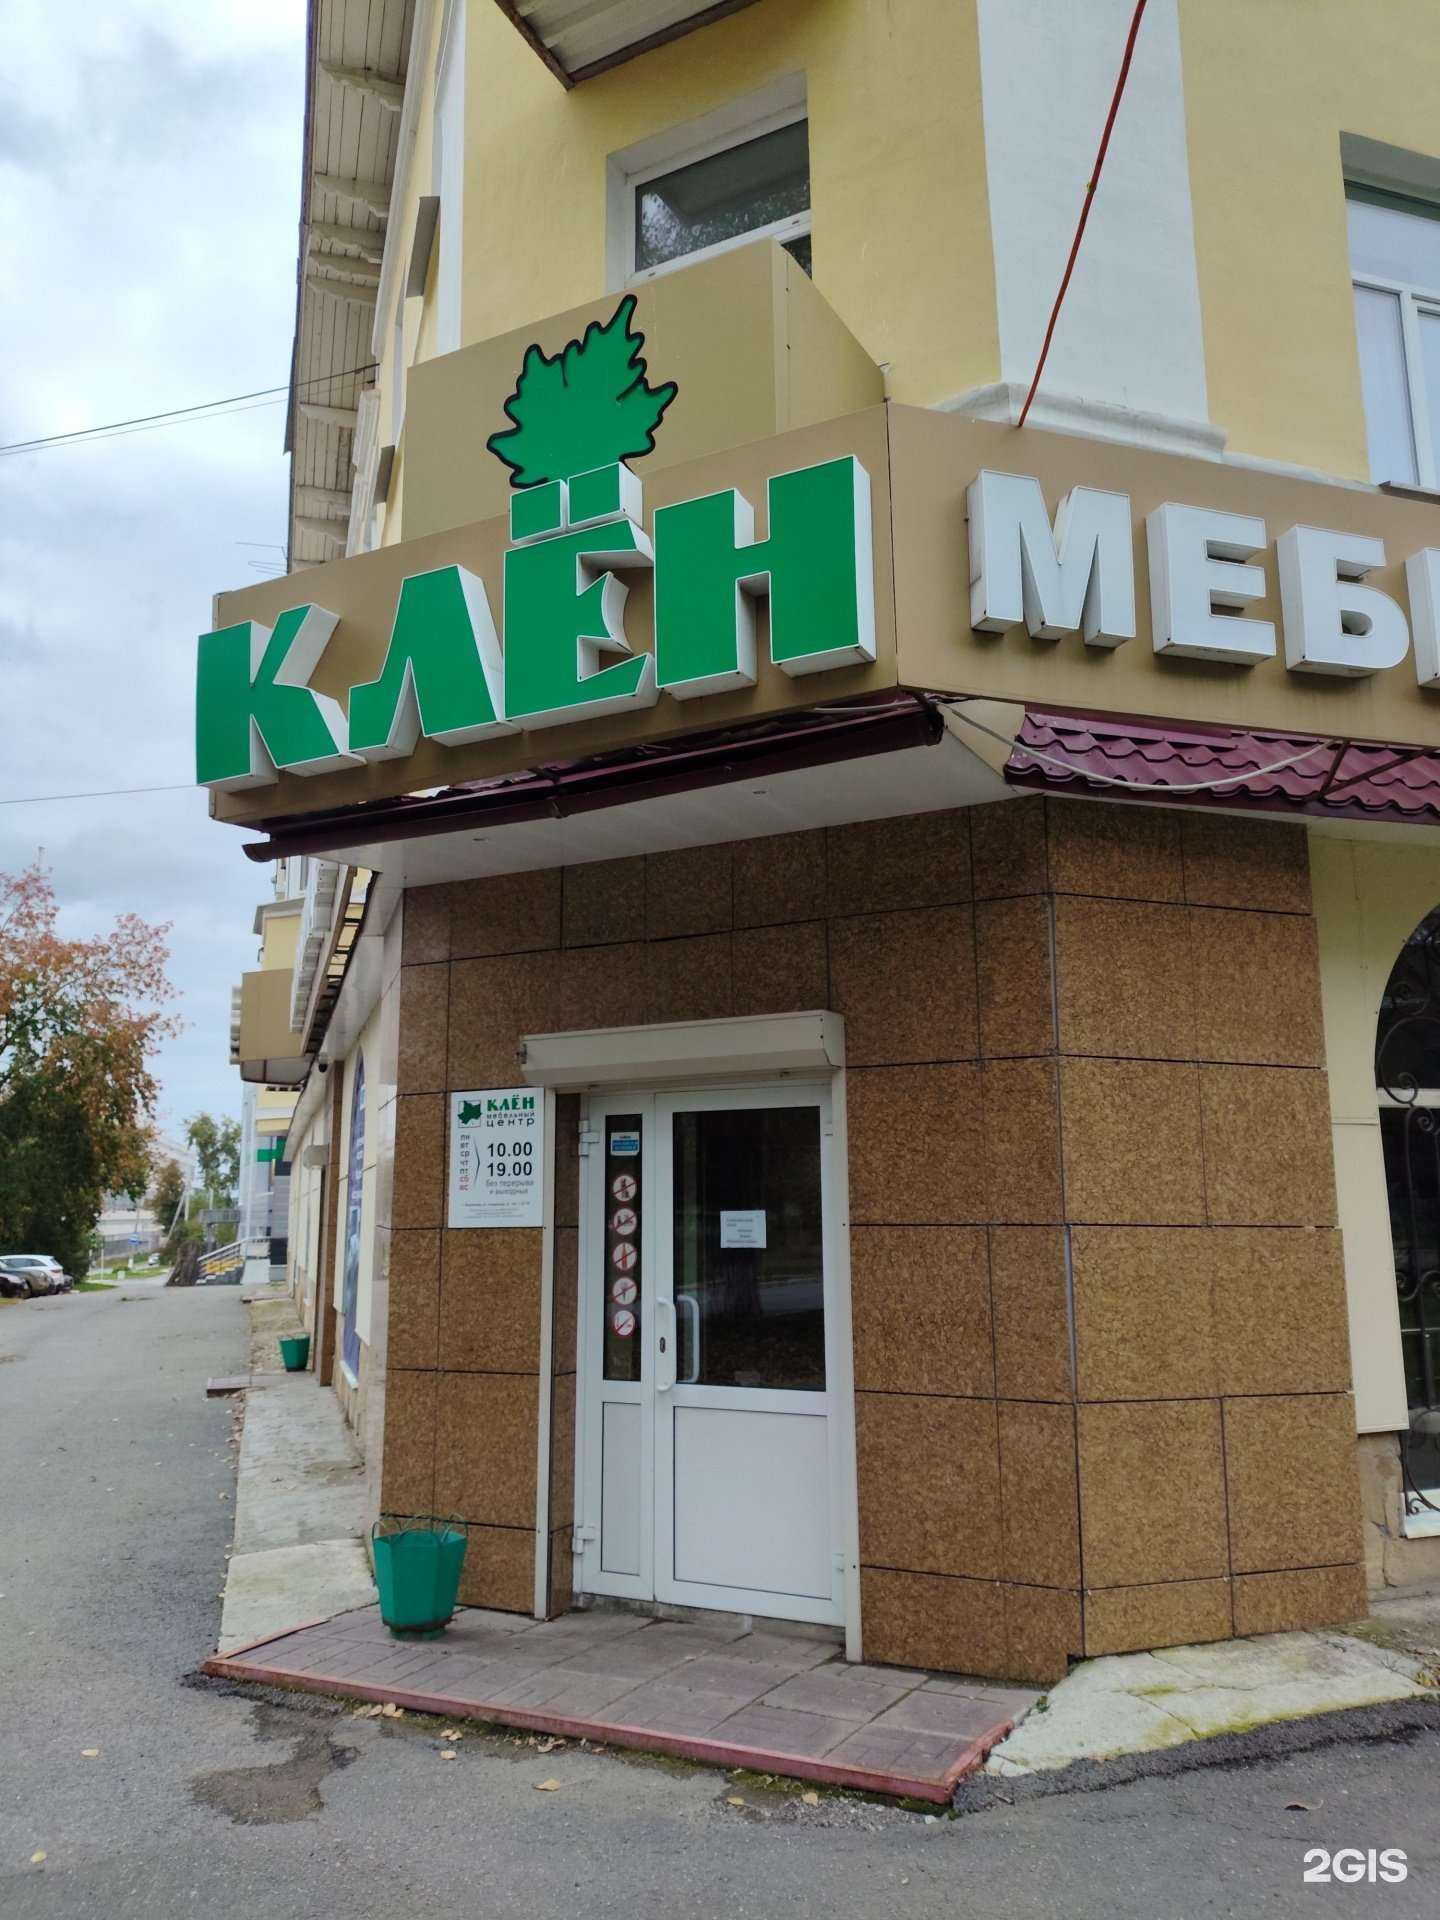 КЛЁН
МЕБ
КЛЁН
мебельный
центр
пн
вт
ср
чт
пт
сб
вс
10.00
19.00
без перерыва
и выходных
2GIS